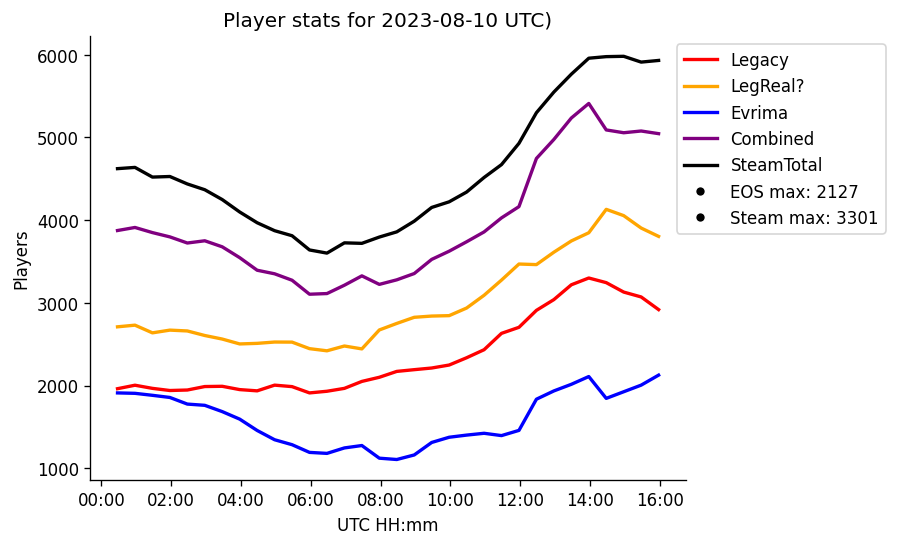 Player stats for 2023-08-10 UTC)
Players
6000
5000
4000
3000
2000
1000
00:00 02:00 04:00 06:00 08:00 10:00 12:00 14:00 16:00
UTC HH:mm
Legacy
LegReal?
Evrima
Combined
SteamTotal
EOS max: 2127
Steam max: 3301